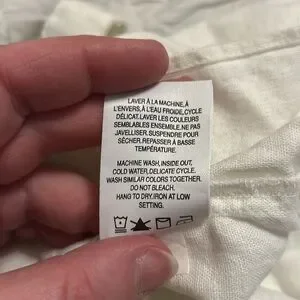 LAVER À LA MACHINE, À
L'ENVERS, À L'EAU FROIDE, CYCLE
DÉLICAT. LAVER LES COULEURS
SEMBLABLES ENSEMBLE. NE PAS
JAVELLISER. SUSPENDRE POUR
SÉCHER. REPASSER À BASSE
TEMPÉRATURE.
MACHINE WASH, INSIDE OUT,
COLD WATER, DELICATE CYCLE.
WASH SIMILAR COLORS TOGETHER.
DO NOT BLEACH.
HANG TO DRY. IRON AT LOW
SETTING.